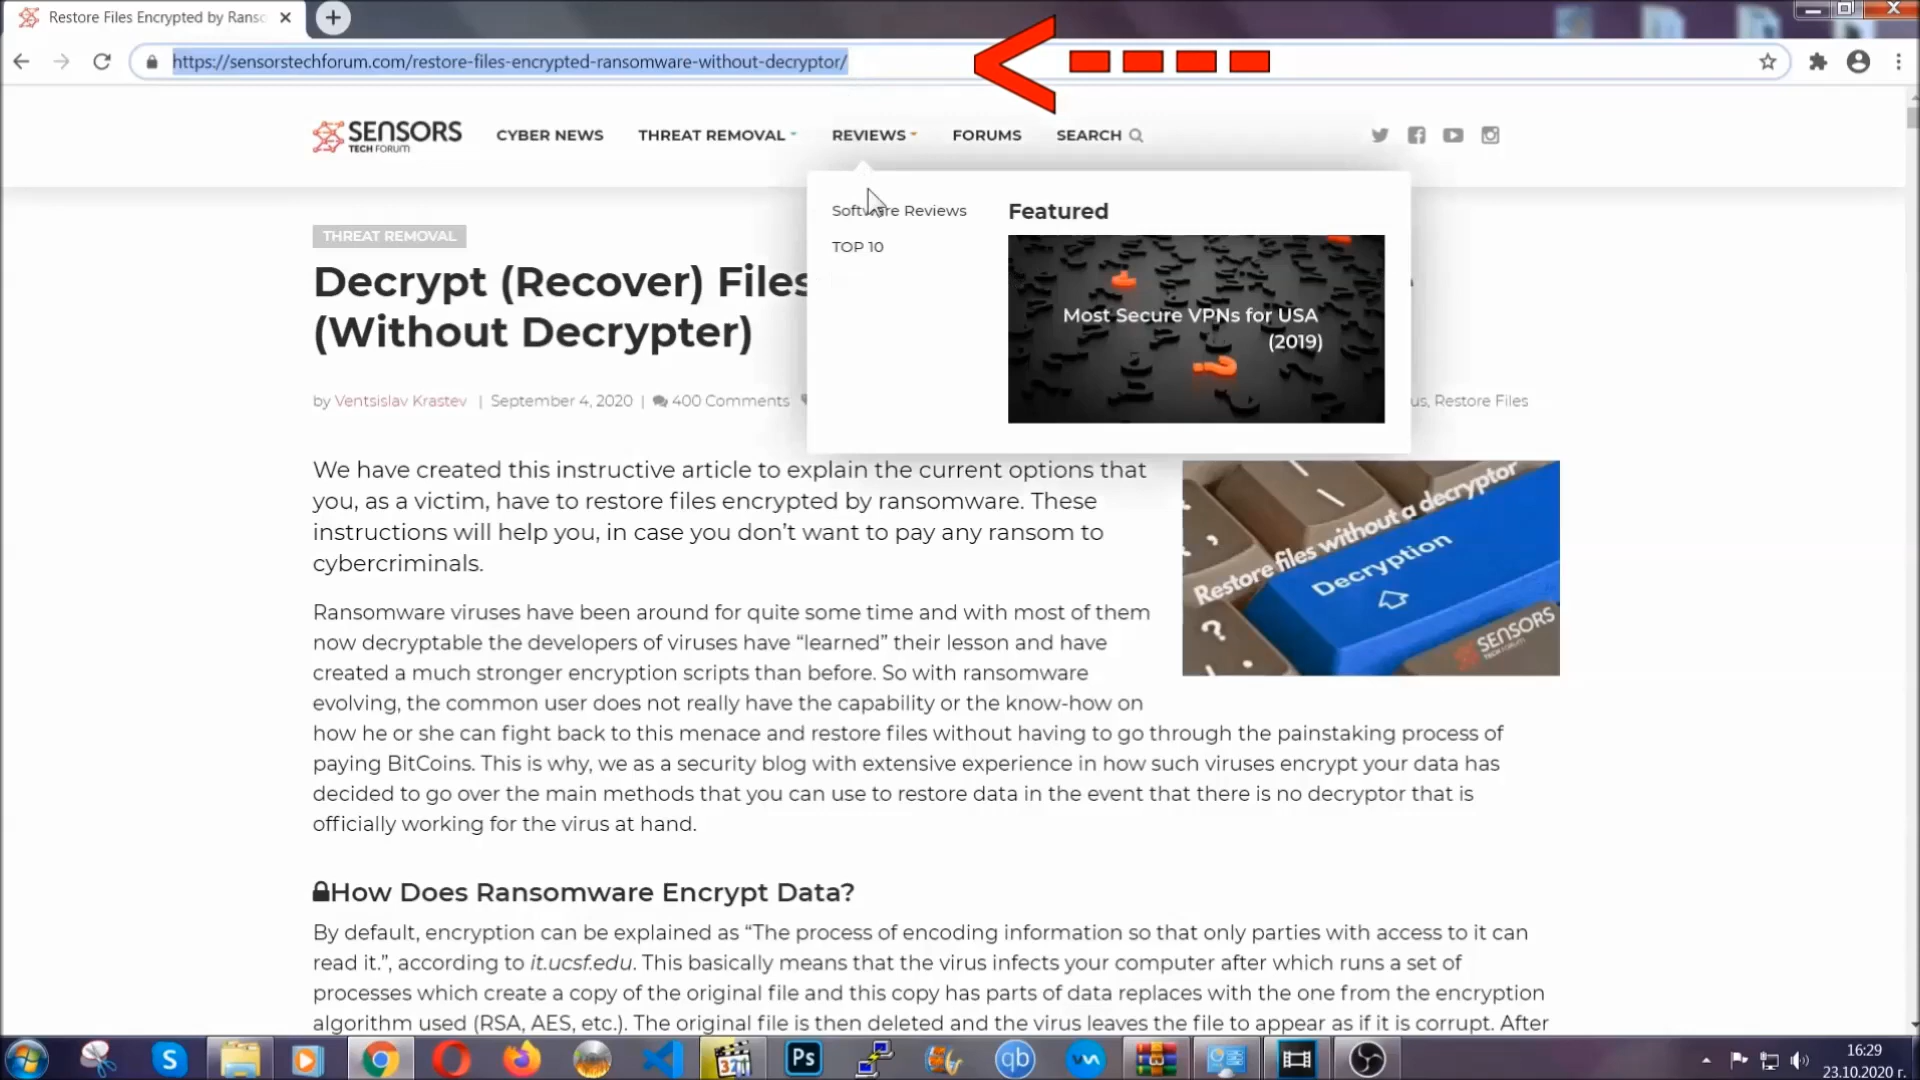 Restore Files Encrypted by Ranso
https://sensorstechforum.com/restore-files-encrypted-ransomware-without-decryptor/
SENSORS
TECH FORUM
CYBER NEWS
THREAT REMOVAL
REVIEWS
FORUMS
SEARCH
Software Reviews
TOP 10
Featured
Most Secure VPNs for USA
(2019)
THREAT REMOVAL
Decrypt (Recover) Files
(Without Decrypter)
by Ventsislav Krastev | September 4, 2020 | 400 Comments
us, Restore Files
We have created this instructive article to explain the current options that
you, as a victim, have to restore files encrypted by ransomware. These
instructions will help you, in case you don’t want to pay any ransom to
cybercriminals.
Restore files without a decryptor
Decryption
SENSORS
TECH FORUM
Ransomware viruses have been around for quite some time and with most of them
now decryptable the developers of viruses have “learned” their lesson and have
created a much stronger encryption scripts than before. So with ransomware
evolving, the common user does not really have the capability or the know-how on
how he or she can fight back to this menace and restore files without having to go through the painstaking process of
paying BitCoins. This is why, we as a security blog with extensive experience in how such viruses encrypt your data has
decided to go over the main methods that you can use to restore data in the event that there is no decryptor that is
officially working for the virus at hand.
How Does Ransomware Encrypt Data?
By default, encryption can be explained as “The process of encoding information so that only parties with access to it can
read it.”, according to it.ucsf.edu. This basically means that the virus infects your computer after which runs a set of
processes which create a copy of the original file and this copy has parts of data replaces with the one from the encryption
algorithm used (RSA, AES, etc.). The original file is then deleted and the virus leaves the file to appear as if it is corrupt. After
S
321
Ps
qb
16:29
23.10.2020 г.